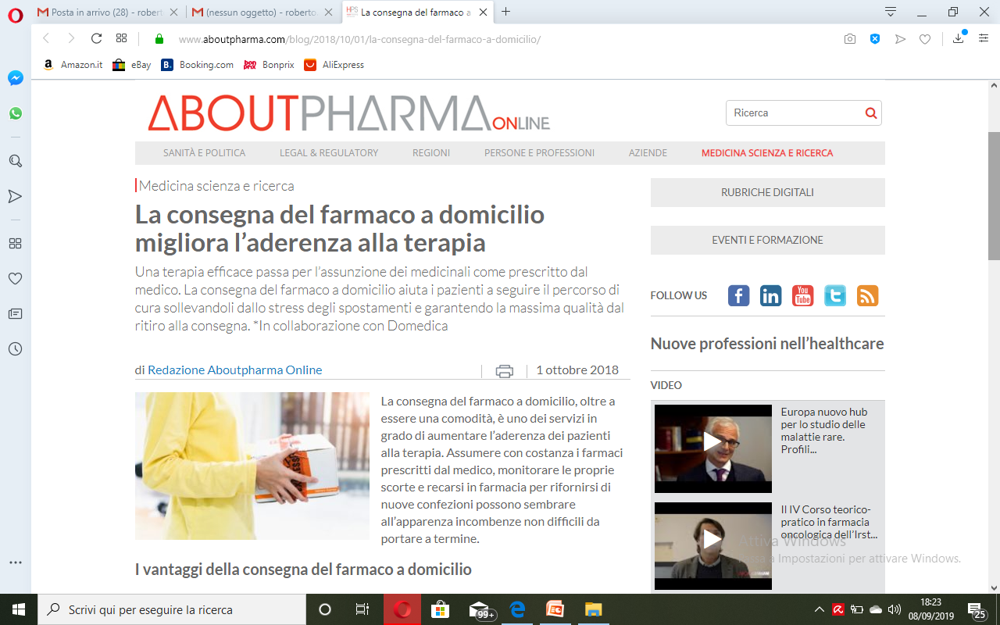 Posta in arrivo (28) - robert
(nessun oggetto) - roberto
La consegna del farmaco a
www.aboutpharma.com/blog/2018/10/01/la-consegna-del-farmaco-a-domicilio/
Amazon.it
eBay
Booking.com
Bonprix
AliExpress
ABOUTPHARMA ONLINE
Ricerca
SANITÀ E POLITICA
LEGAL & REGULATORY
REGIONI
PERSONE E PROFESSIONI
AZIENDE
MEDICINA SCIENZA E RICERCA
Medicina scienza e ricerca
La consegna del farmaco a domicilio
migliora l’aderenza alla terapia
Una terapia efficace passa per l’assunzione dei medicinali come prescritto dal
medico. La consegna del farmaco a domicilio aiuta i pazienti a seguire il percorso di
cura sollevandoli dallo stress degli spostamenti e garantendo la massima qualità dal
ritiro alla consegna. *In collaborazione con Domedica
di Redazione Aboutpharma Online
1 ottobre 2018
La consegna del farmaco a domicilio, oltre a
essere una comodità, è uno dei servizi in
grado di aumentare l’aderenza dei pazienti
alla terapia. Assumere con costanza i farmaci
prescritti dal medico, monitorare le proprie
scorte e recarsi in farmacia per rifornirsi di
nuove confezioni possono sembrare
all’apparenza incombenze non difficili da
portare a termine.
I vantaggi della consegna del farmaco a domicilio
RUBRICHE DIGITALI
EVENTI E FORMAZIONE
FOLLOW US
You
Tube
Nuove professioni nell’healthcare
VIDEO
Europa nuovo hub
per lo studio delle
malattie rare.
Profili...
Il IV Corso teorico-
pratico in farmacia
oncologica dell’Irst...
Attiva Windows
Passa a Impostazioni per attivare Windows.
Scrivi qui per eseguire la ricerca
99+
18:23
08/09/2019
25